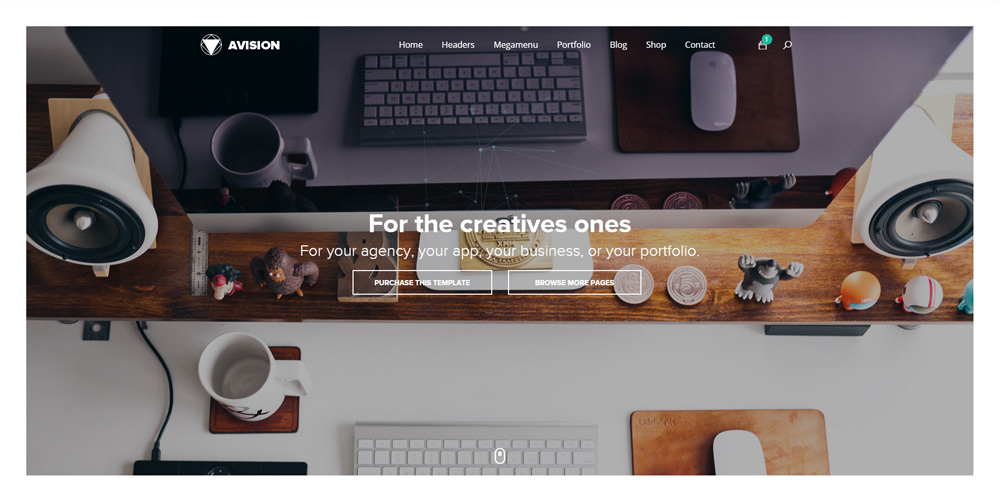 AVISION
Home Headers Megamenu Portfolio Blog Shop Contact 1
For the creatives ones
For your agency, your app, your business, or your portfolio.
PURCHASE THIS TEMPLATE BROWSE MORE PAGES